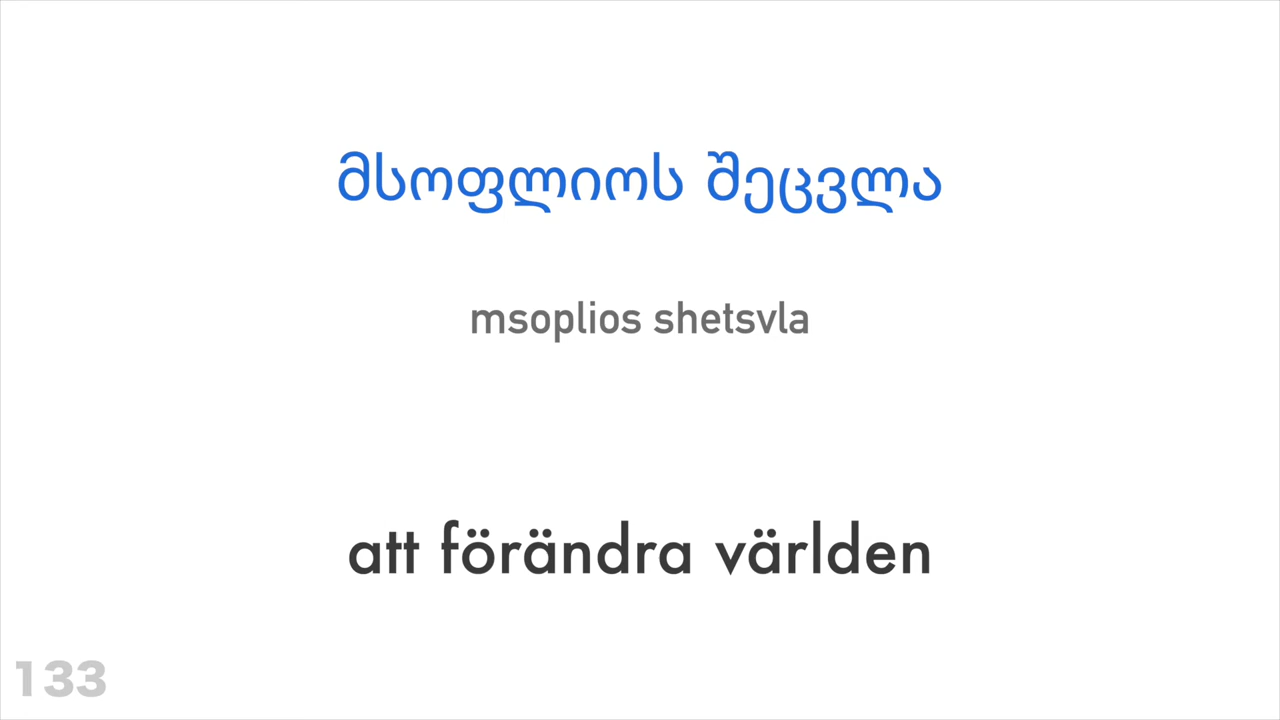 მსოფლიოს შეცვლა
msoplios shetsvla
att förändra världen
133